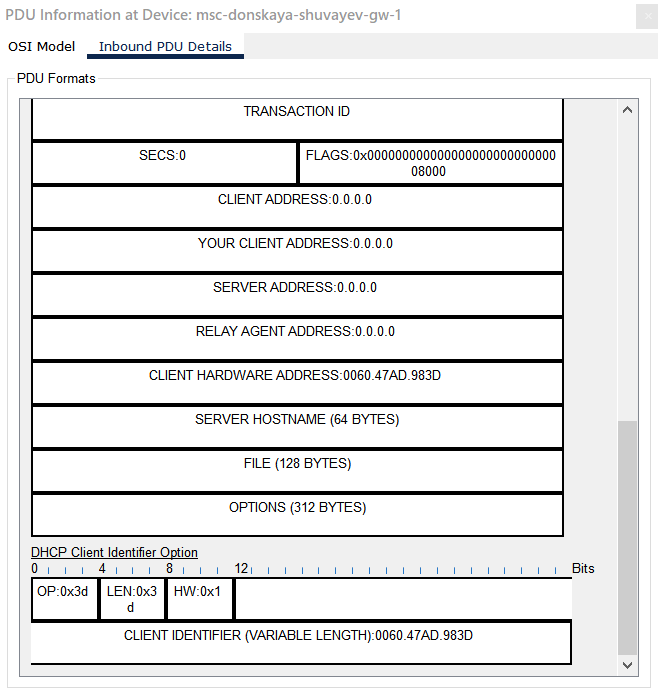 PDU Information at Device: msc-donskaya-shuvayev-gw-1
OSI Model
Inbound PDU Details
PDU Formats
TRANSACTION ID
SECS:0
FLAGS:0x000000000000000000000000000
08000
CLIENT ADDRESS:0.0.0.0
YOUR CLIENT ADDRESS:0.0.0.0
SERVER ADDRESS:0.0.0.0
RELAY AGENT ADDRESS:0.0.0.0
CLIENT HARDWARE ADDRESS:0060.47AD.983D
SERVER HOSTNAME (64 BYTES)
FILE (128 BYTES)
OPTIONS (312 BYTES)
DHCP Client Identifier Option
0 4 8 12 Bits
OP:0x3d
LEN:0x3
d
HW:0x1
CLIENT IDENTIFIER (VARIABLE LENGTH):0060.47AD.983D